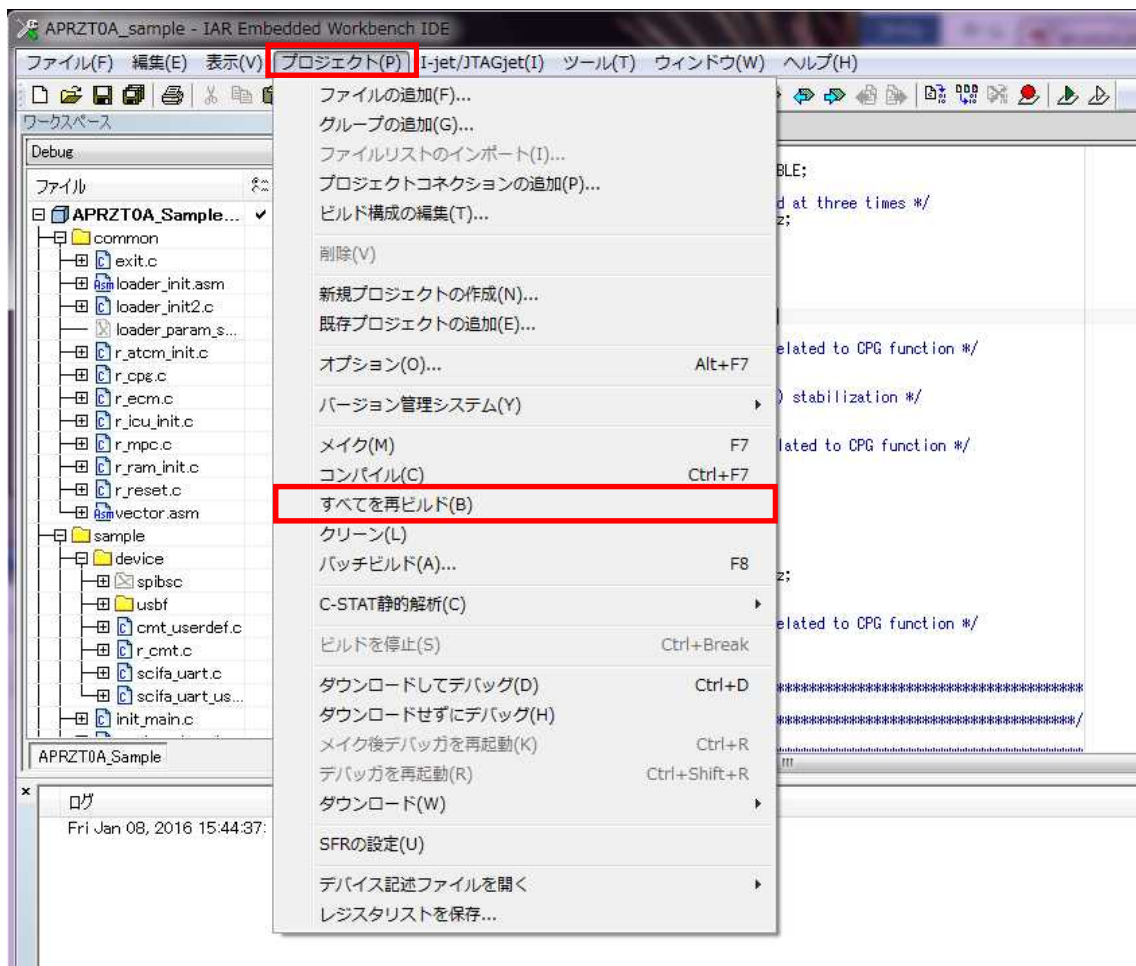 APRZT0A_sample - IAR Embedded Workbench IDE
ファイル(F) 編集(E) 表示(V) プロジェクト(P) I-jet/JTAGjet(I) ツール(T) ウィンドウ(W) ヘルプ(H)
ワークスペース
Debug
ファイル
APRZT0A_Sample...
common
exit.c
loader_init.asm
loader_init2.c
loader_param_s...
r_atcm_init.c
r_cpg.c
r_ecm.c
r_icu_init.c
r_mpc.c
r_ram_init.c
r_reset.c
vector.asm
sample
device
spibsc
usbf
cmt_userdef.c
r_cmt.c
scifa_uart.c
scifa_uart_us...
init_main.c
APRZT0A_Sample
ファイルの追加(F)...
グループの追加(G)...
ファイルリストのインポート(I)...
プロジェクトコネクションの追加(P)...
ビルド構成の編集(T)...
削除(V)
新規プロジェクトの作成(N)...
既存プロジェクトの追加(E)...
オプション(O)... Alt+F7
バージョン管理システム(Y)
メイク(M) F7
コンパイル(C) Ctrl+F7
すべてを再ビルド(B)
クリーン(L)
バッチビルド(A)... F8
C-STAT静的解析(C)
ビルドを停止(S) Ctrl+Break
ダウンロードしてデバッグ(D) Ctrl+D
ダウンロードせずにデバッグ(H)
メイク後デバッガを再起動(K) Ctrl+R
デバッガを再起動(R) Ctrl+Shift+R
ダウンロード(W)
SFRの設定(U)
デバイス記述ファイルを開く
レジスタリストを保存...
BLE;
d at three times */
z;
elated to CPG function */
) stabilization */
lated to CPG function */
z;
elated to CPG function */
ログ
Fri Jan 08, 2016 15:44:37: